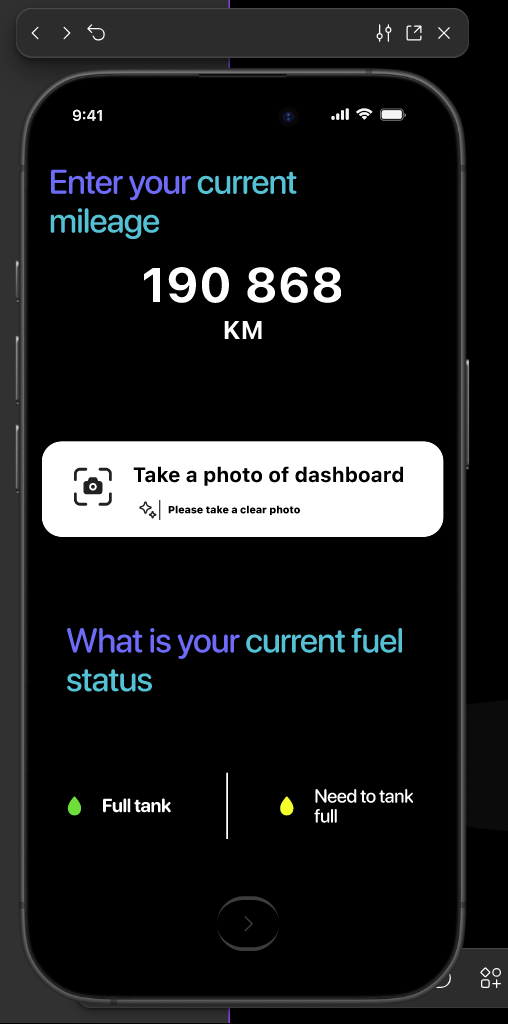 9:41
Enter your current
mileage
190 868
KM
Take a photo of dashboard
Please take a clear photo
What is your current fuel
status
Full tank
Need to tank
full